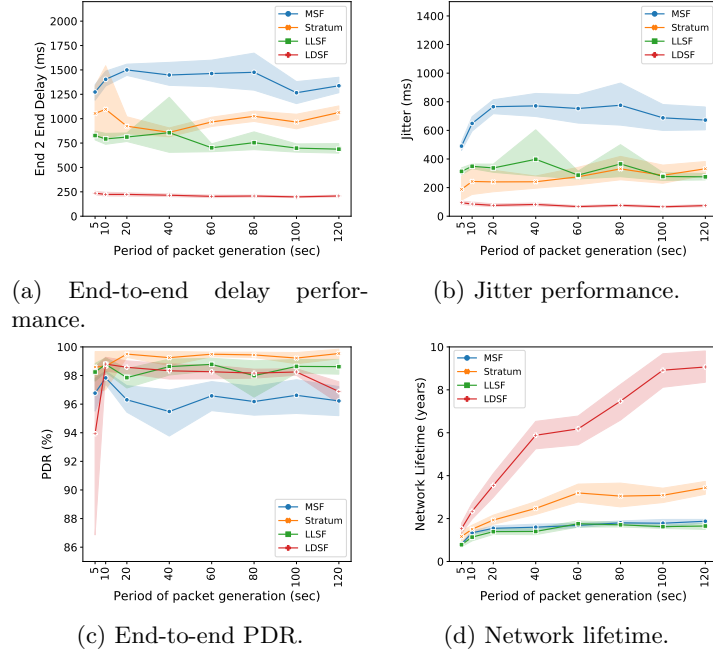 2000
1750
1500
1250
1000
750
500
250
0
End 2 End Delay (ms)
MSF
Stratum
LLSF
LDSF
5
10
20
40
60
80
100
120
Period of packet generation (sec)
(a) End-to-end delay perfor-
mance.
1400
1200
1000
800
600
400
200
0
Jitter (ms)
MSF
Stratum
LLSF
LDSF
5
10
20
40
60
80
100
120
Period of packet generation (sec)
(b) Jitter performance.
100
98
96
94
92
90
88
86
PDR (%)
MSF
Stratum
LLSF
LDSF
5
10
20
40
60
80
100
120
Period of packet generation (sec)
(c) End-to-end PDR.
10
8
6
4
2
0
Network Lifetime (years)
MSF
Stratum
LLSF
LDSF
5
10
20
40
60
80
100
120
Period of packet generation (sec)
(d) Network lifetime.